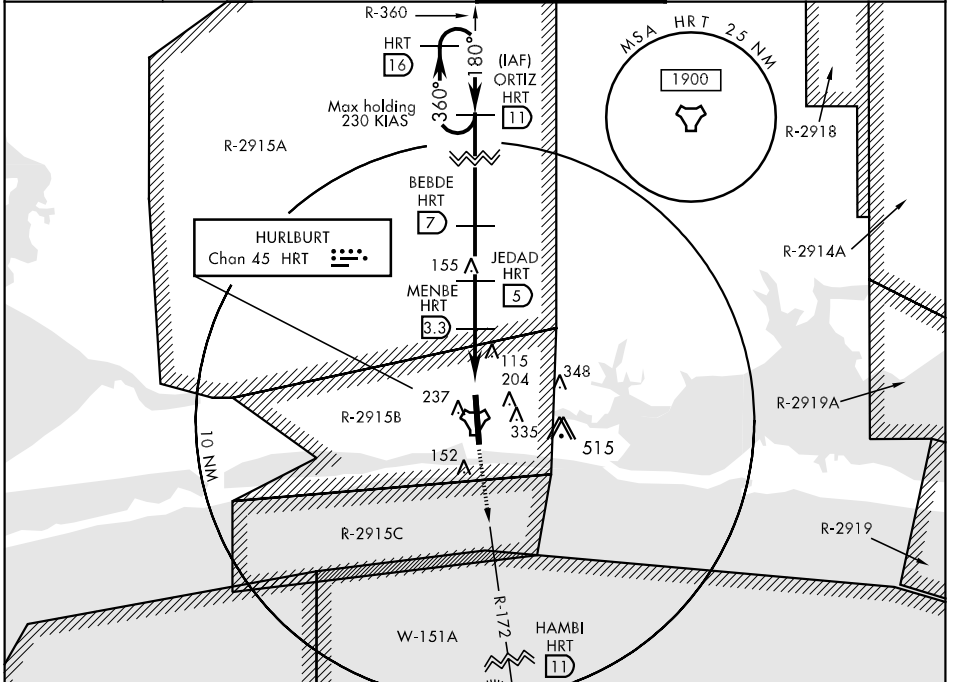 R-360
HRT
16
180°
360°
(IAF)
ORTIZ
HRT
11
Max holding
230 KIAS
MSA HRT 25 NM
1900
R-2918
R-2915A
BEBDE
HRT
7
HURLBURT
Chan 45 HRT
R-2914A
155
JEDAD
HRT
5
MENBE
HRT
3.3
115
204
348
237
R-2915B
335
515
R-2919A
10 NM
152
R-2915C
R-2919
R-172
W-151A
HAMBI
HRT
11